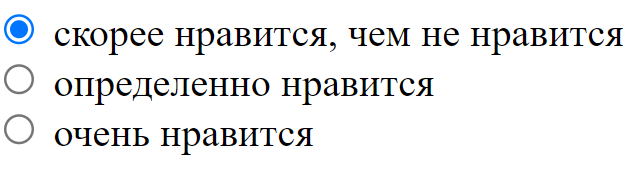 скорее нравится, чем не нравится
определенно нравится
очень нравится